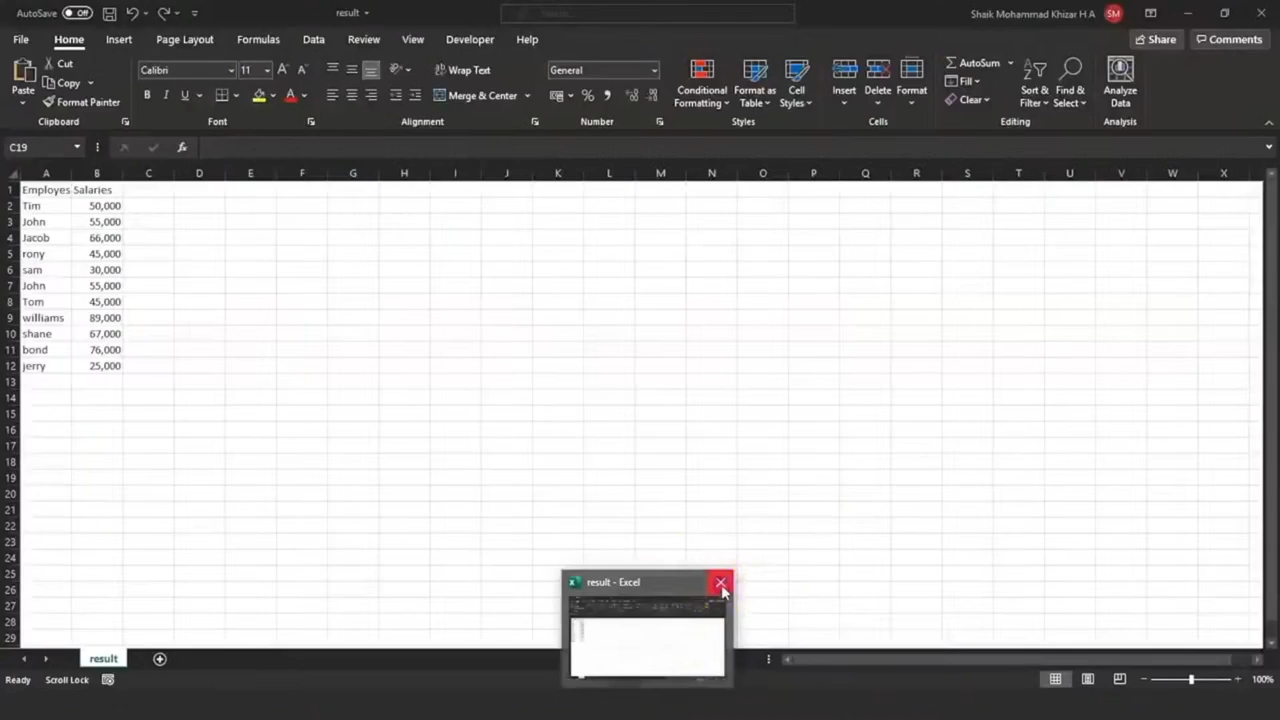 AutoSave Off result Shaik Mohammad Khizar H A SM
File Home Insert Page Layout Formulas Data Review View Developer Help Share Comments
Paste Cut Copy Format Painter
Clipboard
Calibri 11
B I U A
Font
Wrap Text
Merge & Center
Alignment
General
%
Number
Conditional Formatting Format as Table Cell Styles
Styles
Insert Delete Format
Cells
AutoSum Fill Clear Sort & Filter Find & Select
Editing
Analyze Data
Analysis
C19 fx
A B C D E F G H I J K L M N O P Q R S T U V W X
1 Employes Salaries
2 Tim 50,000
3 John 55,000
4 Jacob 66,000
5 rony 45,000
6 sam 30,000
7 John 55,000
8 Tom 45,000
9 williams 89,000
10 shane 67,000
11 bond 76,000
12 jerry 25,000
13
14
15
16
17
18
19
20
21
22
23
24
25
26
27
28
29
result - Excel
result
Ready Scroll Lock 100%